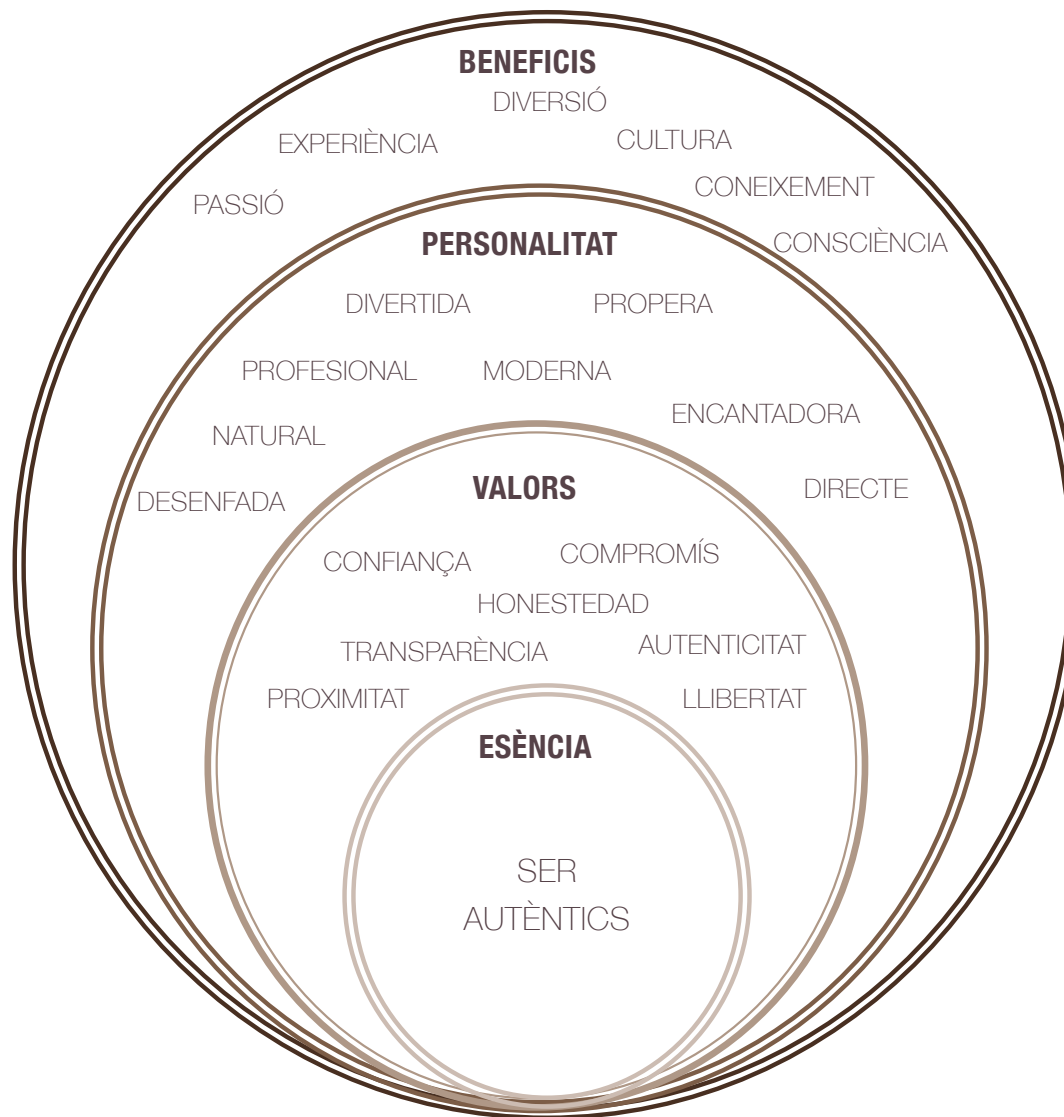 BENEFICIS
DIVERSIÓ
EXPERIÈNCIA
CULTURA
PASSIÓ
CONEIXEMENT
CONSCIÈNCIA
PERSONALITAT
DIVERTIDA
PROPERA
PROFESIONAL
MODERNA
NATURAL
ENCANTADORA
DESENFADA
DIRECTE
VALORS
CONFIANÇA
COMPROMÍS
HONESTEDAD
TRANSPARÈNCIA
AUTENTICITAT
PROXIMITAT
LLIBERTAT
ESÈNCIA
SER
AUTÈNTICS